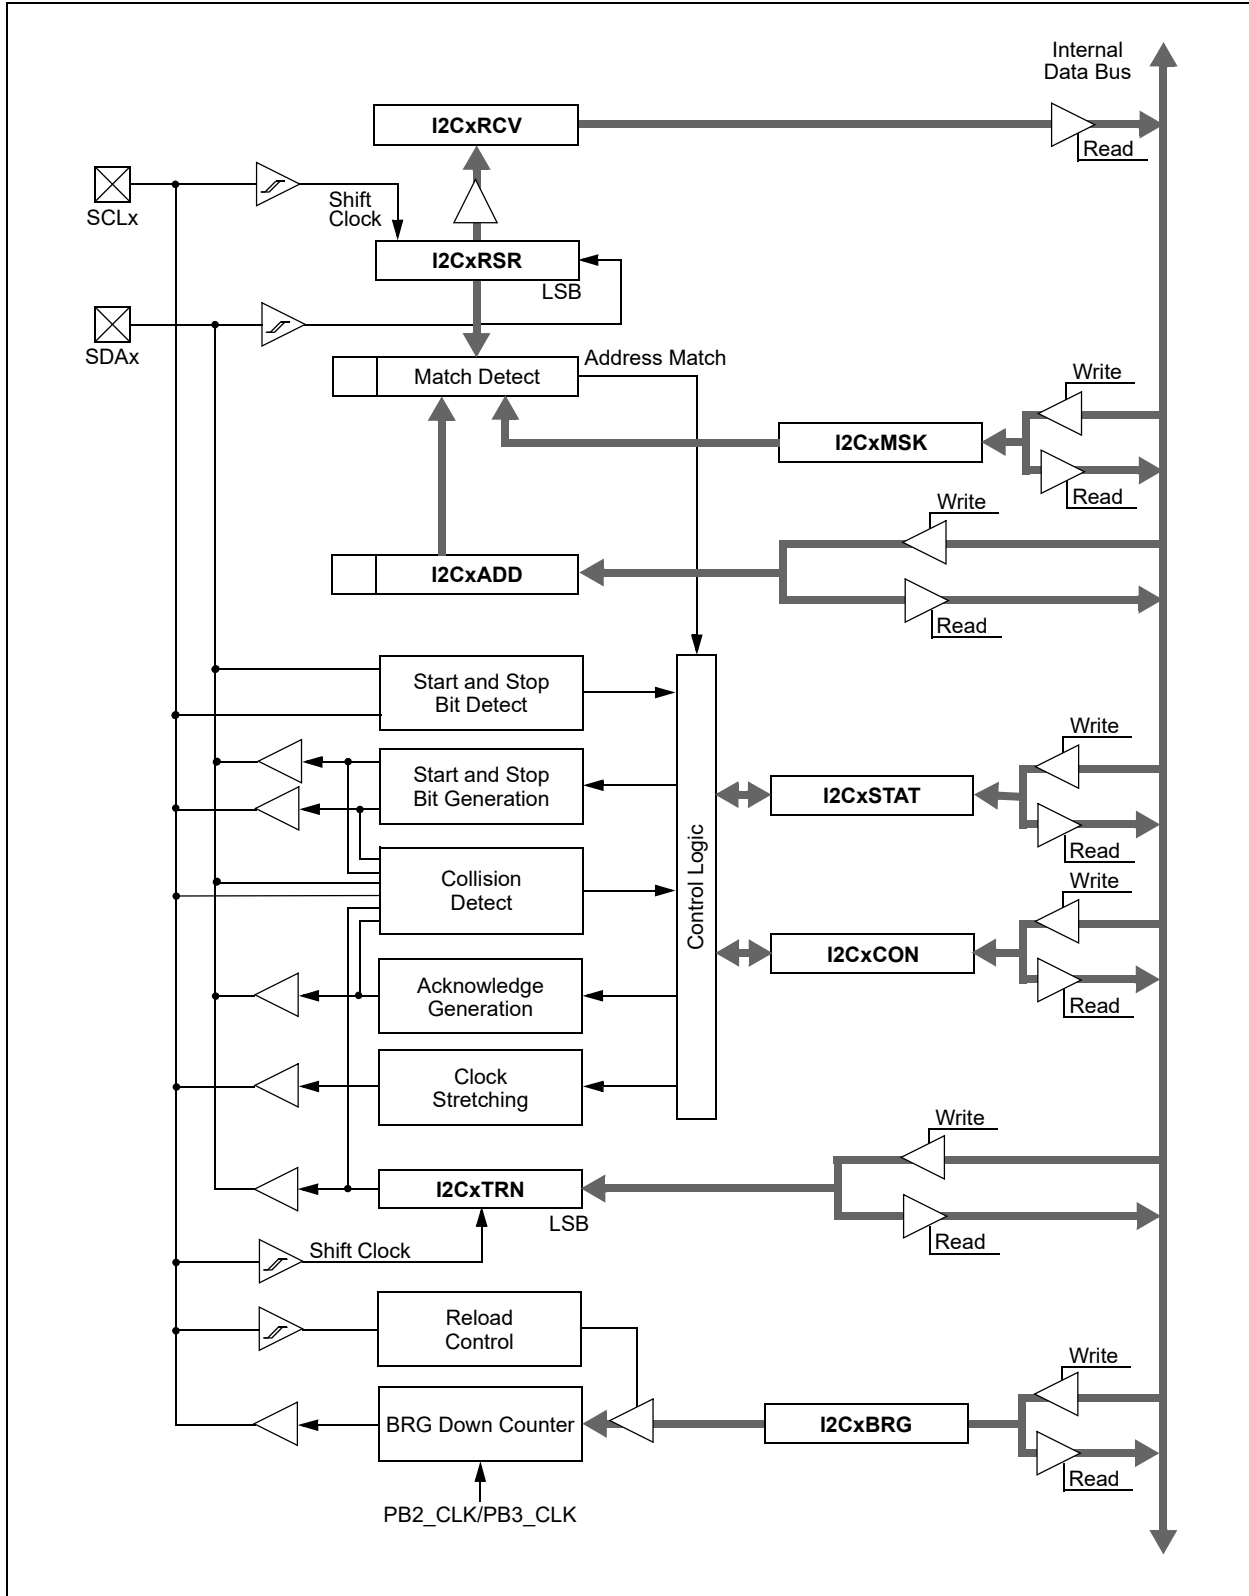 Internal
Data Bus
I2CxRCV
Read
SCLx
Shift
Clock
I2CxRSR
LSB
SDAx
Address Match
Match Detect
Write
I2CxMSK
Read
Write
I2CxADD
Read
Start and Stop
Bit Detect
Write
Start and Stop
Bit Generation
I2CxSTAT
Read
Control Logic
Collision
Detect
Write
I2CxCON
Read
Acknowledge
Generation
Clock
Stretching
Write
I2CxTRN
LSB
Read
Shift Clock
Reload
Control
Write
BRG Down Counter
I2CxBRG
Read
PB2_CLK/PB3_CLK